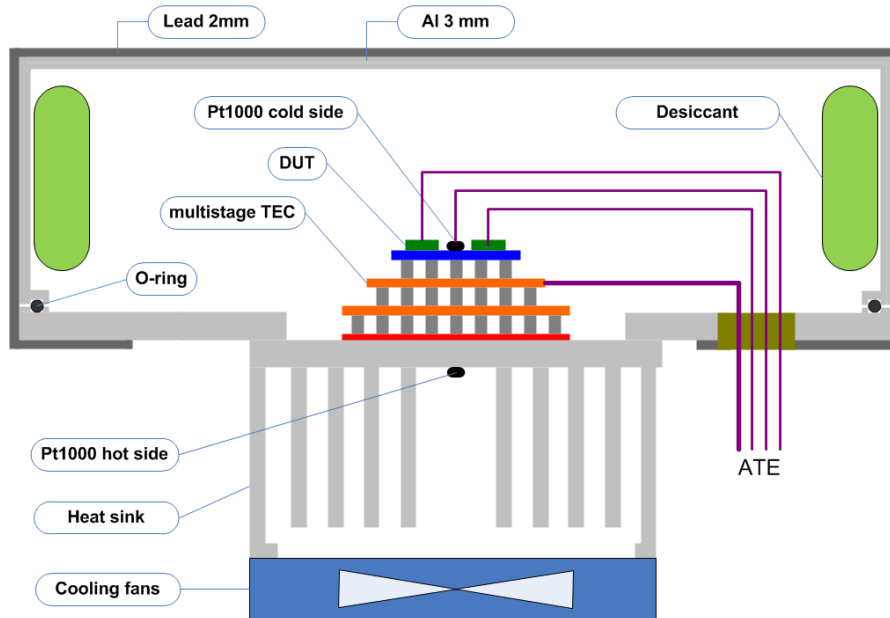 Lead 2mm
Al 3 mm
Pt1000 cold side
Desiccant
DUT
multistage TEC
O-ring
Pt1000 hot side
ATE
Heat sink
Cooling fans